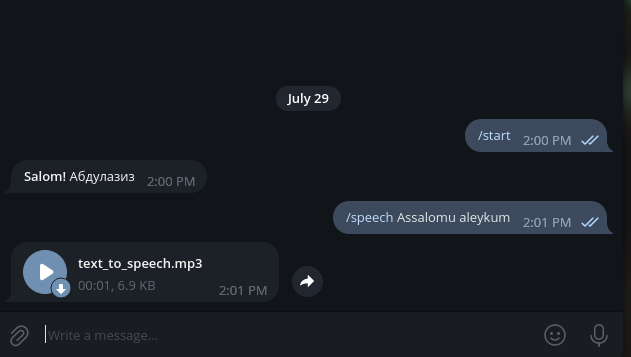 July 29
/start 2:00 PM
Salom! Абдулазиз 2:00 PM
/speech Assalomu aleykum 2:01 PM
text_to_speech.mp3
00:01, 6.9 KB 2:01 PM
Write a message...